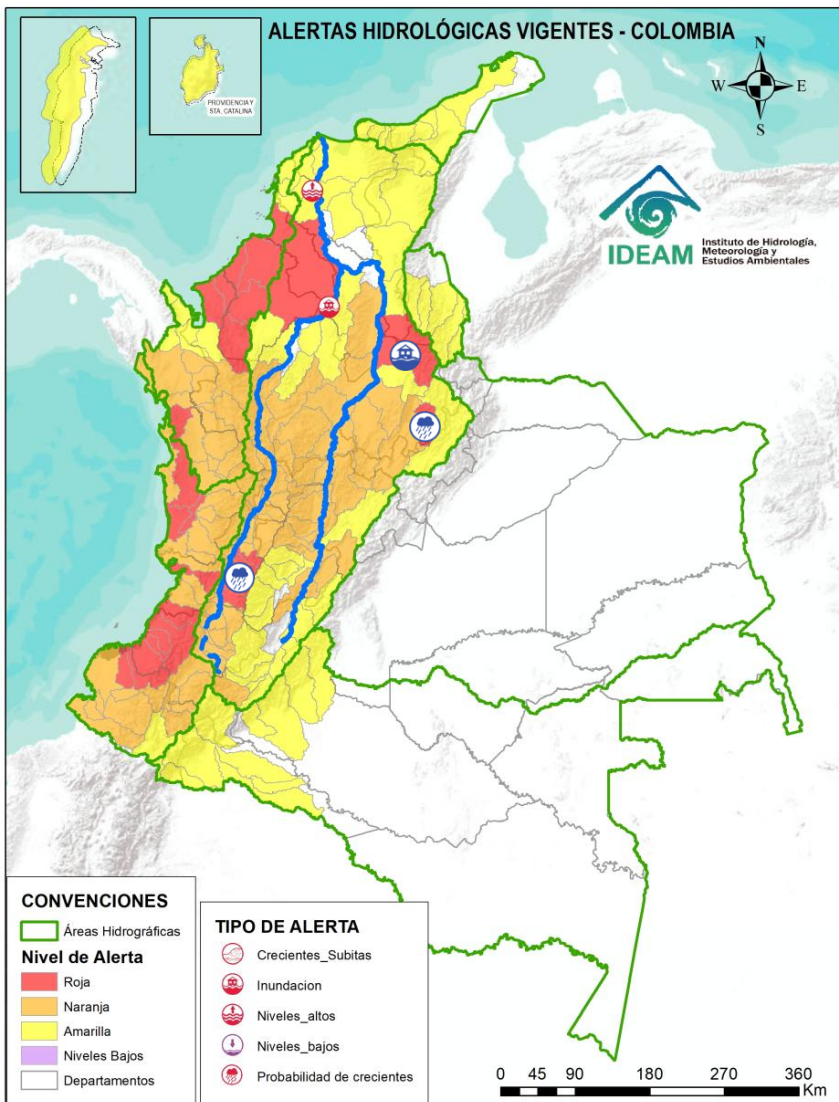 ALERTAS HIDROLÓGICAS VIGENTES - COLOMBIA
PROVIDENCIA Y
STA. CATALINA
N
W E
S
IDEAM
Instituto de Hidrología,
Meteorología y
Estudios Ambientales
CONVENCIONES
Áreas Hidrográficas
Nivel de Alerta
Roja
Naranja
Amarilla
Niveles Bajos
Departamentos
TIPO DE ALERTA
Crecientes_Subitas
Inundacion
Niveles_altos
Niveles_bajos
Probabilidad de crecientes
0 45 90 180 270 360
Km